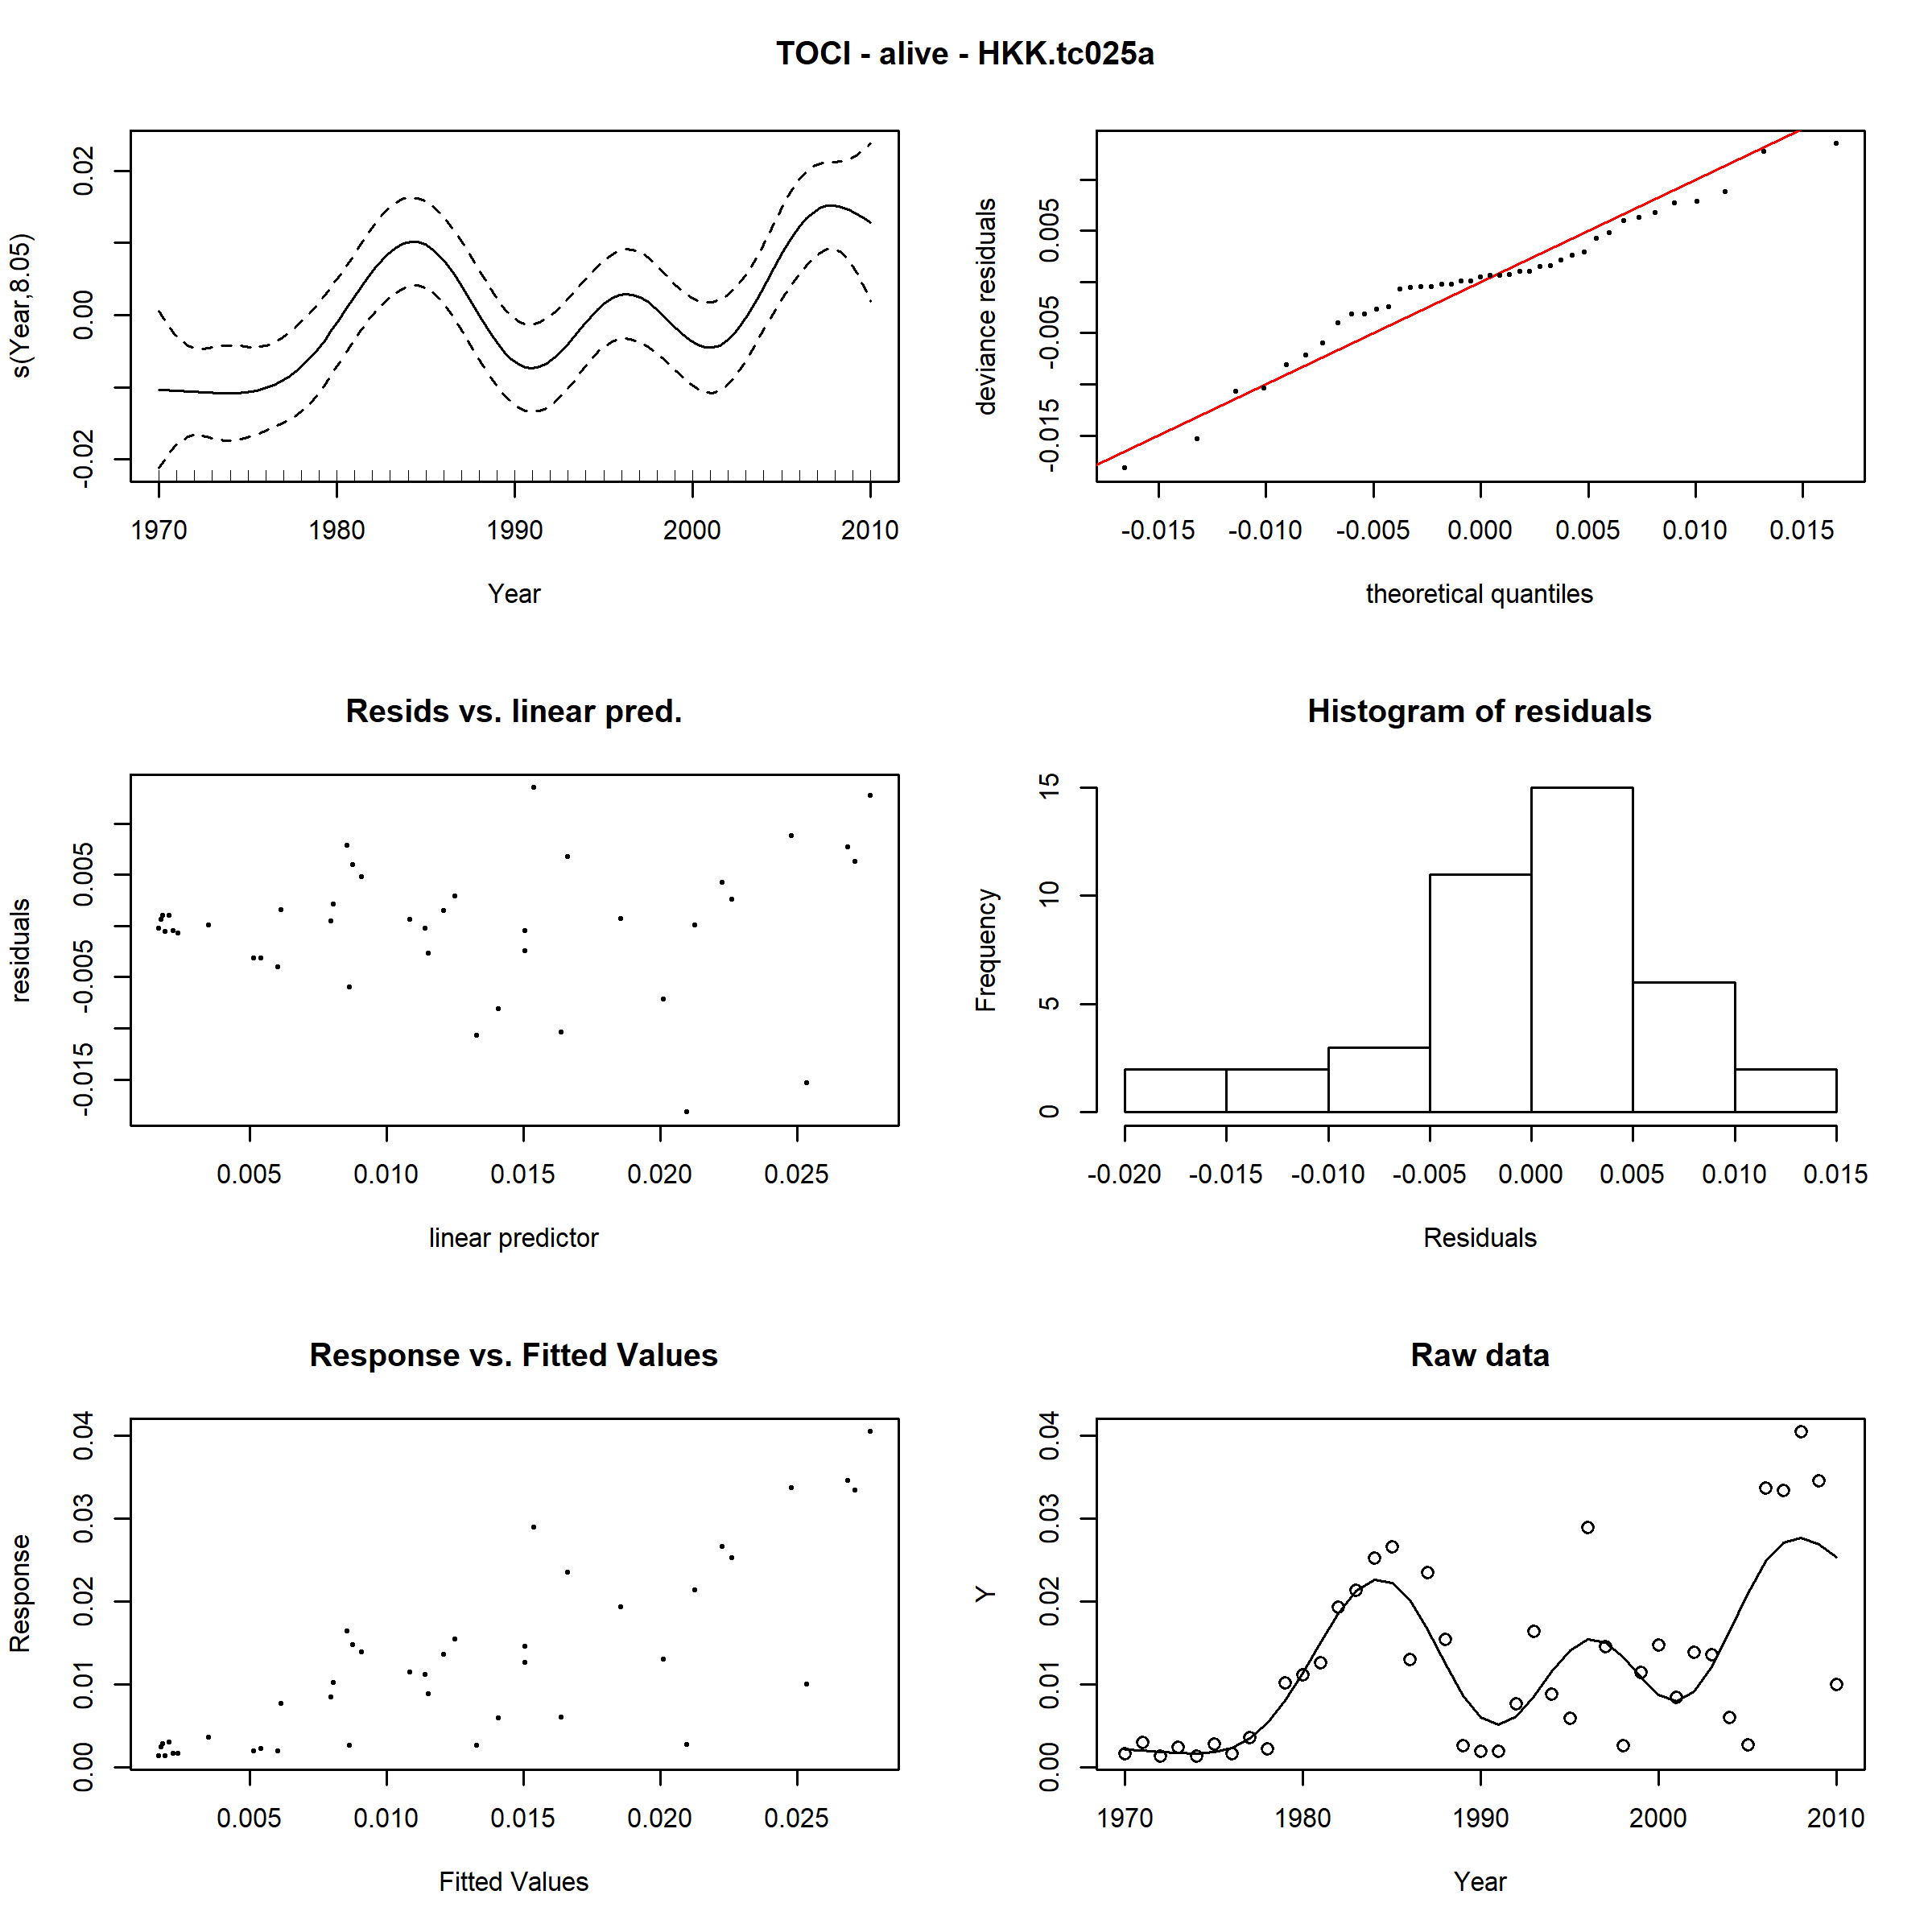 TOCI - alive - HKK.tc025a
s(Year,8.05)
-0.02 0.00 0.02
1970 1980 1990 2000 2010
Year
deviance residuals
-0.015 -0.005 0.005
-0.015 -0.010 -0.005 0.000 0.005 0.010 0.015
theoretical quantiles
Resids vs. linear pred.
residuals
-0.015 -0.005 0.005
0.005 0.010 0.015 0.020 0.025
linear predictor
Histogram of residuals
Frequency
0 5 10 15
-0.020 -0.015 -0.010 -0.005 0.000 0.005 0.010 0.015
Residuals
Response vs. Fitted Values
Response
0.00 0.01 0.02 0.03 0.04
0.005 0.010 0.015 0.020 0.025
Fitted Values
Raw data
Y
0.00 0.01 0.02 0.03 0.04
1970 1980 1990 2000 2010
Year